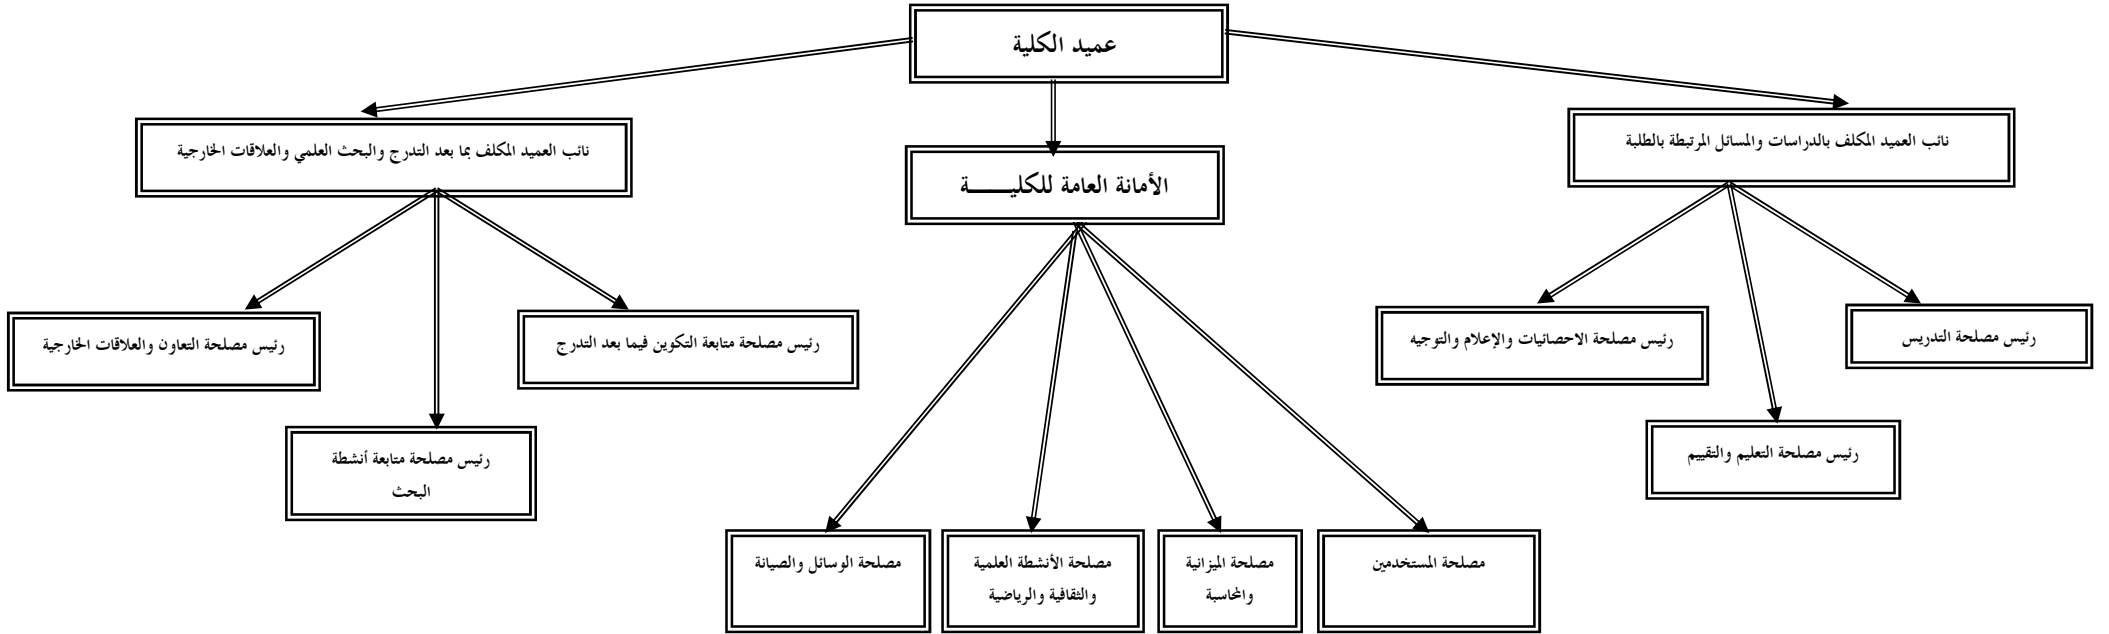 عميد الكلية
نائب العميد المكلف بالدراسات والمسائل المرتبطة بالطلبة
الأمانة العامة للكليـــــة
نائب العميد المكلف بما بعد التدرج والبحث العلمي والعلاقات الخارجية
رئيس مصلحة التدريس
رئيس مصلحة الاحصائيات والإعلام والتوجيه
رئيس مصلحة متابعة التكوين فيما بعد التدرج
رئيس مصلحة التعاون والعلاقات الخارجية
رئيس مصلحة التعليم والتقييم
رئيس مصلحة متابعة أنشطة
البحث
مصلحة المستخدمين
مصلحة الميزانية
والمحاسبة
مصلحة الأنشطة العلمية
والثقافية والرياضية
مصلحة الوسائل والصيانة